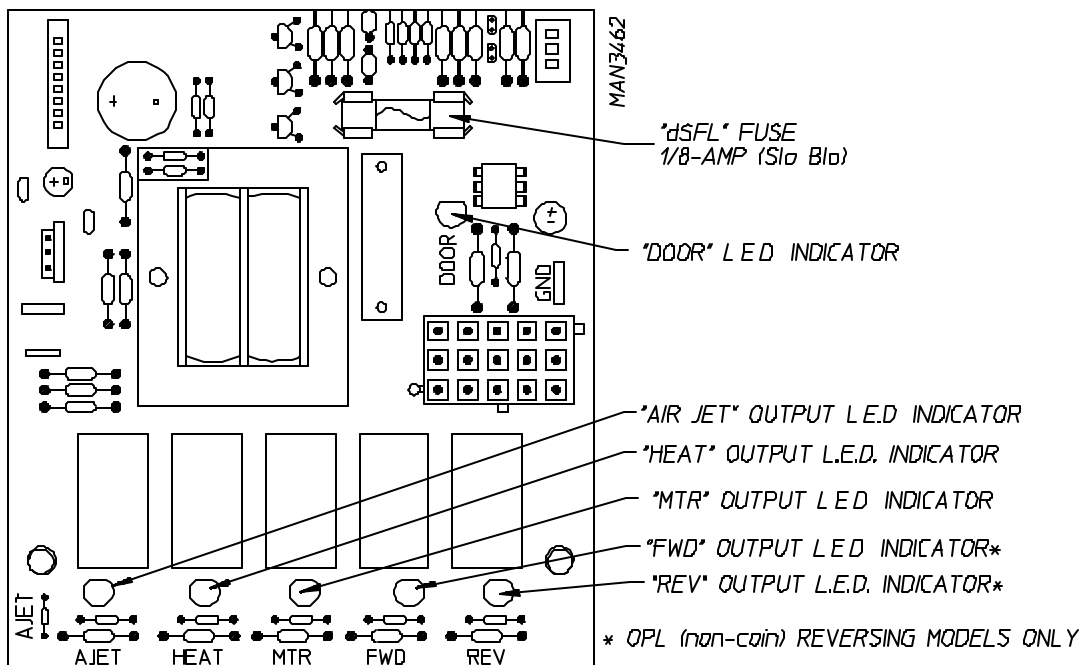 MAN3462
"dSFL" FUSE
1/8-AMP (Slo Blo)
"DOOR" L E D INDICATOR
DOOR
GND
"AIR JET" OUTPUT L E.D INDICATOR
"HEAT" OUTPUT L.E.D. INDICATOR
"MTR" OUTPUT L E D INDICATOR
"FWD" OUTPUT L E D INDICATOR*
"REV" OUTPUT L.E.D. INDICATOR*
* OPL (non-coin) REVERSING MODELS ONLY
AJET
AJET
HEAT
MTR
FWD
REV